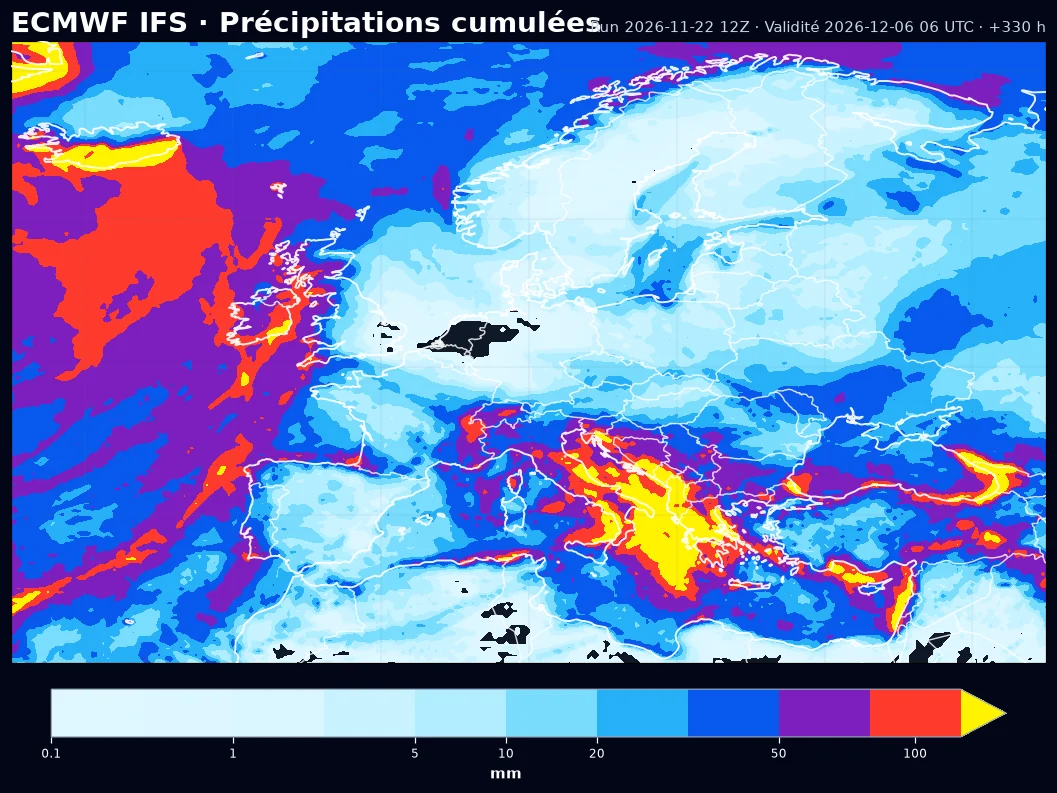 ECMWF IFS · Précipitations cumulées
Run 2026-11-22 12Z · Validité 2026-12-06 06 UTC · +330 h
0.1 1 5 10 20 50 100
mm